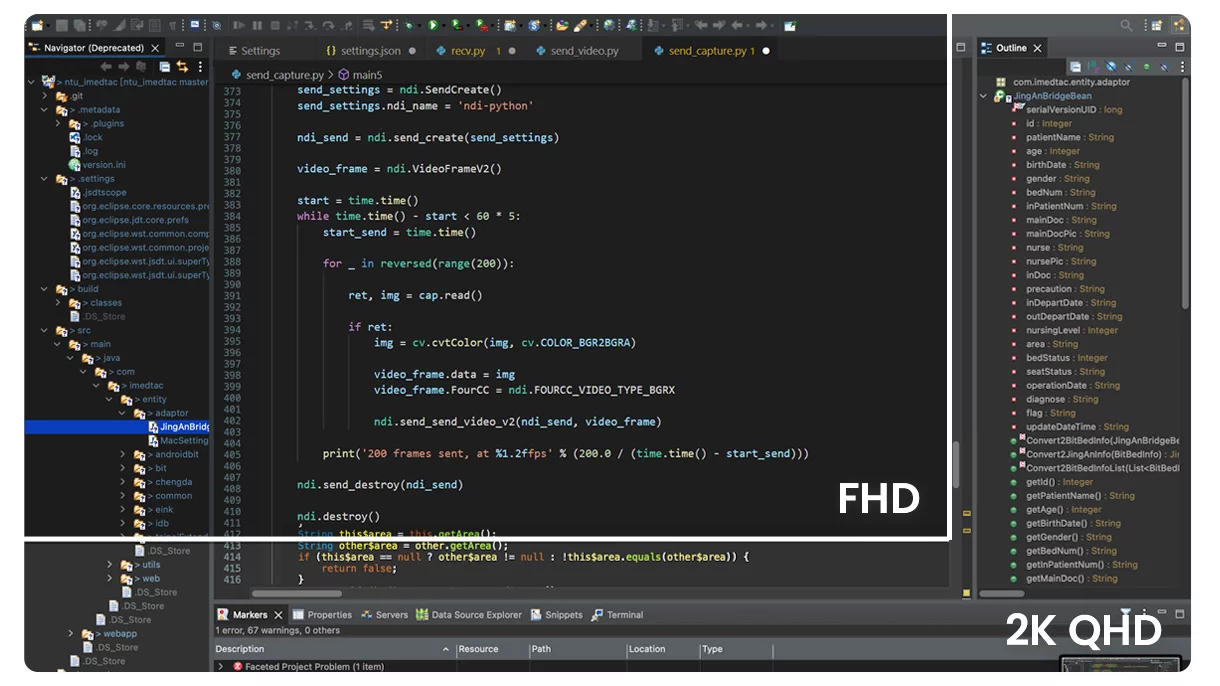 Navigator (Deprecated)
Settings
settings.json
recv.py 1
send_video.py
send_capture.py 1
Outline
send_capture.py > main5
> ntu_imedtac [ntu_imedtac master
.git
> .metadata
> .plugins
.lock
.log
version.ini
> .settings
.jsdtscope
org.eclipse.core.resources.pre
org.eclipse.jdt.core.prefs
org.eclipse.wst.common.comp
org.eclipse.wst.common.proje
org.eclipse.wst.jsdt.ui.superTy
org.eclipse.wst.jsdt.ui.superTy
> build
> classes
.DS_Store
> src
> main
> java
> com
> imedtac
> entity
> adaptor
JingAnBridg
MacSetting
> androidbit
> bit
> chengda
> common
> eink
> idb
.DS_Store
> utils
> web
.DS_Store
.DS_Store
.DS_Store
> webapp
.DS_Store
.DS_Store
373 send_settings = ndi.SendCreate()
374 send_settings.ndi_name = 'ndi-python'
375
376
377 ndi_send = ndi.send_create(send_settings)
378
379
380 video_frame = ndi.VideoFrameV2()
381
382
383 start = time.time()
384 while time.time() - start < 60 * 5:
385 start_send = time.time()
386
387
388 for _ in reversed(range(200)):
389
390
391 ret, img = cap.read()
392
393
394 if ret:
395 img = cv.cvtColor(img, cv.COLOR_BGR2BGRA)
396
397
398 video_frame.data = img
399 video_frame.FourCC = ndi.FOURCC_VIDEO_TYPE_BGRX
400
401
402 ndi.send_send_video_v2(ndi_send, video_frame)
403
404
405 print('200 frames sent, at %1.2ffps' % (200.0 / (time.time() - start_send)))
406
407
408 ndi.send_destroy(ndi_send)
409
410
411 ndi.destroy()
412 String this$area = this.getArea();
413 String other$area = other.getArea();
414 if (this$area == null ? other$area != null : !this$area.equals(other$area)) {
415 return false;
416 }
FHD
com.imedtac.entity.adaptor
JingAnBridgeBean
serialVersionUID : long
id : Integer
patientName : String
age : Integer
birthDate : String
gender : String
bedNum : String
inPatientNum : String
mainDoc : String
mainDocPic : String
nurse : String
nursePic : String
inDoc : String
precaution : String
inDepartDate : String
outDepartDate : String
nursingLevel : Integer
area : String
bedStatus : Integer
seatStatus : String
operationDate : String
diagnose : String
flag : String
updateDateTime : String
Convert2BitBedInfo(JingAnBridgeBe
Convert2JingAnInfo(BitBedInfo) : Jir
Convert2BitBedInfoList(List<BitBedI
getId() : Integer
getPatientName() : String
getAge() : Integer
getBirthDate() : String
getGender() : String
getBedNum() : String
getInPatientNum() : String
getMainDoc() : String
2K QHD
Markers
Properties
Servers
Data Source Explorer
Snippets
Terminal
1 error, 67 warnings, 0 others
Description
Resource
Path
Location
Type
> Faceted Project Problem (1 item)